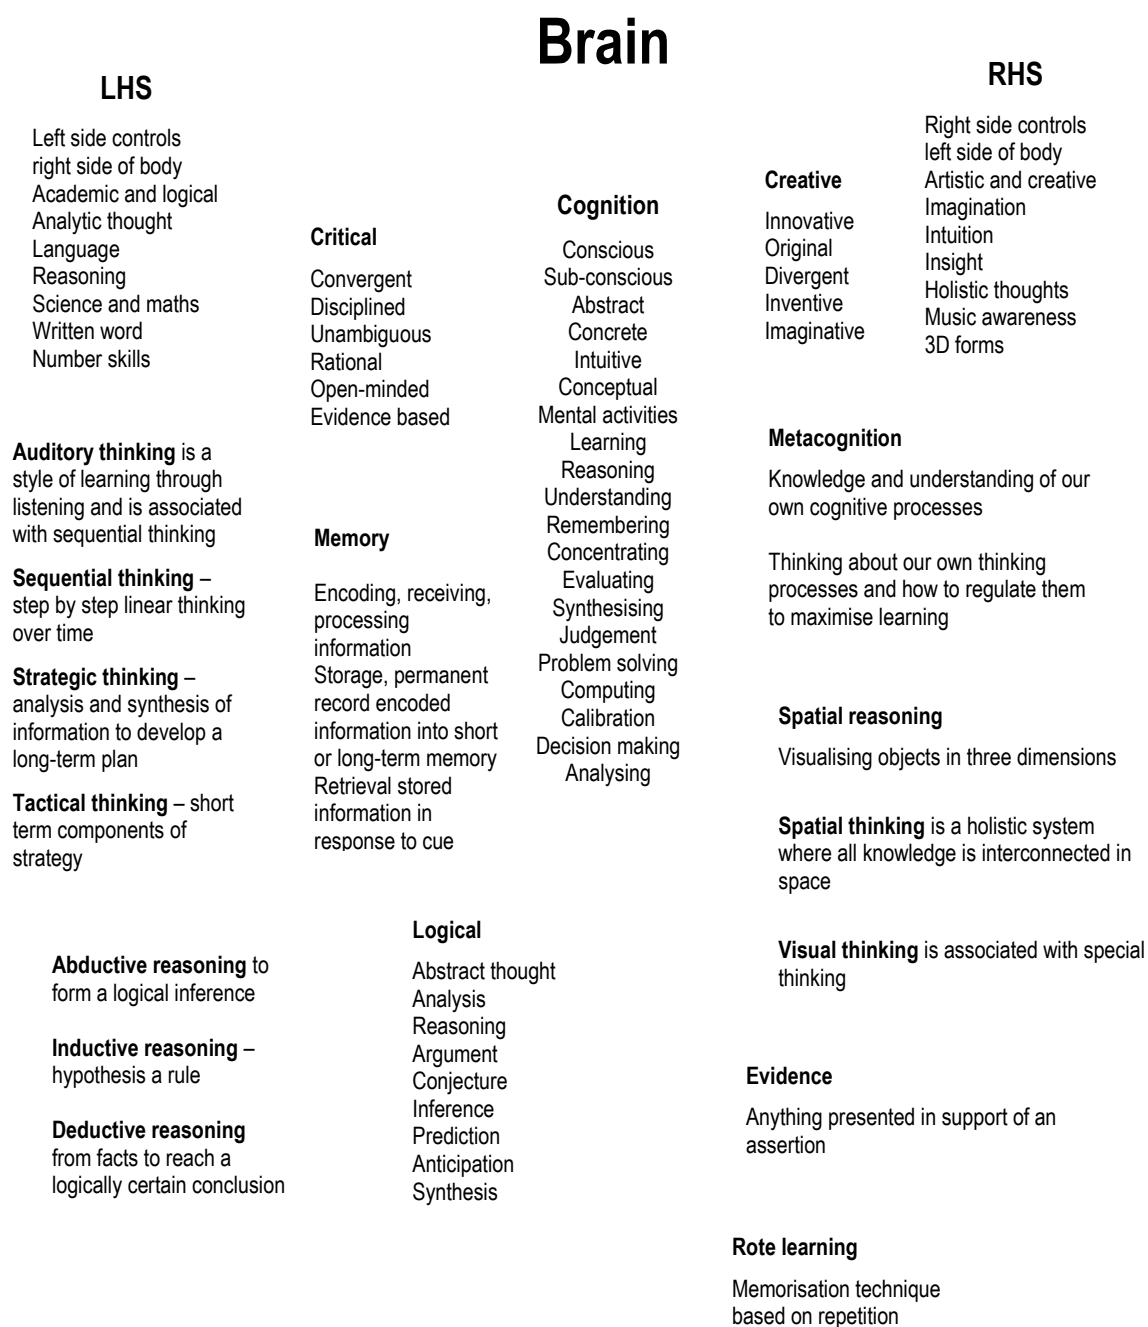 Brain
LHS
Left side controls
right side of body
Academic and logical
Analytic thought
Language
Reasoning
Science and maths
Written word
Number skills
Auditory thinking is a
style of learning through
listening and is associated
with sequential thinking
Sequential thinking –
step by step linear thinking
over time
Strategic thinking –
analysis and synthesis of
information to develop a
long-term plan
Tactical thinking – short
term components of
strategy
Abductive reasoning to
form a logical inference
Inductive reasoning –
hypothesis a rule
Deductive reasoning
from facts to reach a
logically certain conclusion
Critical
Convergent
Disciplined
Unambiguous
Rational
Open-minded
Evidence based
Memory
Encoding, receiving,
processing
information
Storage, permanent
record encoded
information into short
or long-term memory
Retrieval stored
information in
response to cue
Logical
Abstract thought
Analysis
Reasoning
Argument
Conjecture
Inference
Prediction
Anticipation
Synthesis
Cognition
Conscious
Sub-conscious
Abstract
Concrete
Intuitive
Conceptual
Mental activities
Learning
Reasoning
Understanding
Remembering
Concentrating
Evaluating
Synthesising
Judgement
Problem solving
Computing
Calibration
Decision making
Analysing
Creative
Innovative
Original
Divergent
Inventive
Imaginative
RHS
Right side controls
left side of body
Artistic and creative
Imagination
Intuition
Insight
Holistic thoughts
Music awareness
3D forms
Metacognition
Knowledge and understanding of our
own cognitive processes
Thinking about our own thinking
processes and how to regulate them
to maximise learning
Spatial reasoning
Visualising objects in three dimensions
Spatial thinking is a holistic system
where all knowledge is interconnected in
space
Visual thinking is associated with special
thinking
Evidence
Anything presented in support of an
assertion
Rote learning
Memorisation technique
based on repetition